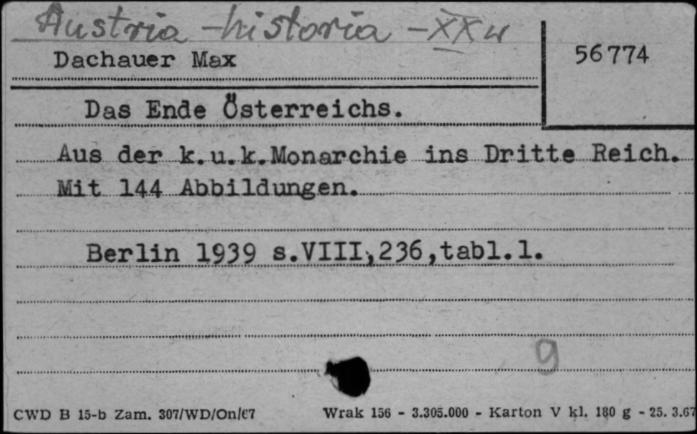 Austria - historia - XX w
56774
Dachauer Max
Das Ende Österreichs.
Aus der k.u.k.Monarchie ins Dritte Reich.
Mit 144 Abbildungen.
Berlin 1939 s.VIII,236,tabl.1.
9
CWD B 15-b Zam. 307/WD/On/67 Wrak 156 - 3.305.000 - Karton V kl. 180 g - 25. 3.67